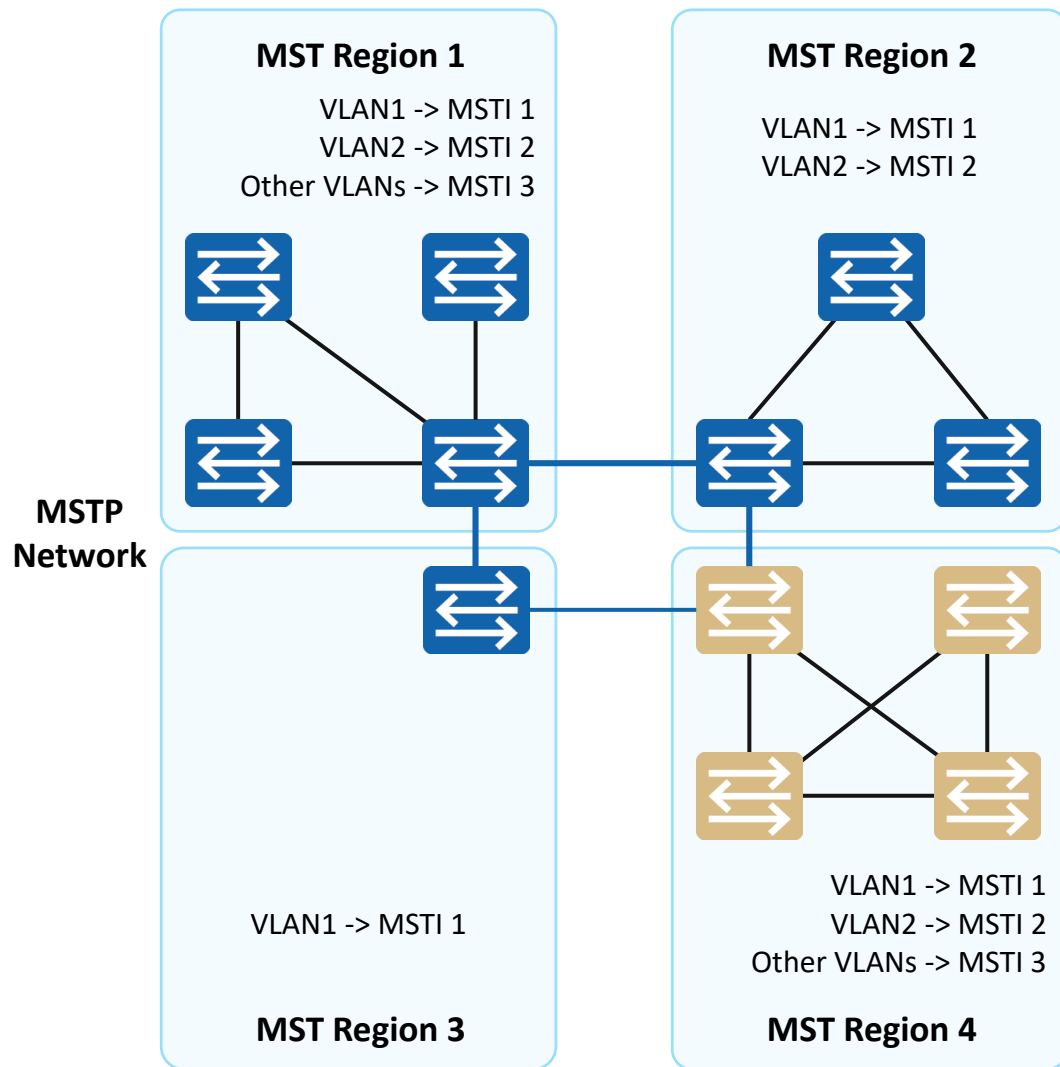 MST Region 1
VLAN1 -> MSTI 1
VLAN2 -> MSTI 2
Other VLANs -> MSTI 3
MST Region 2
VLAN1 -> MSTI 1
VLAN2 -> MSTI 2
MSTP
Network
VLAN1 -> MSTI 1
MST Region 3
VLAN1 -> MSTI 1
VLAN2 -> MSTI 2
Other VLANs -> MSTI 3
MST Region 4